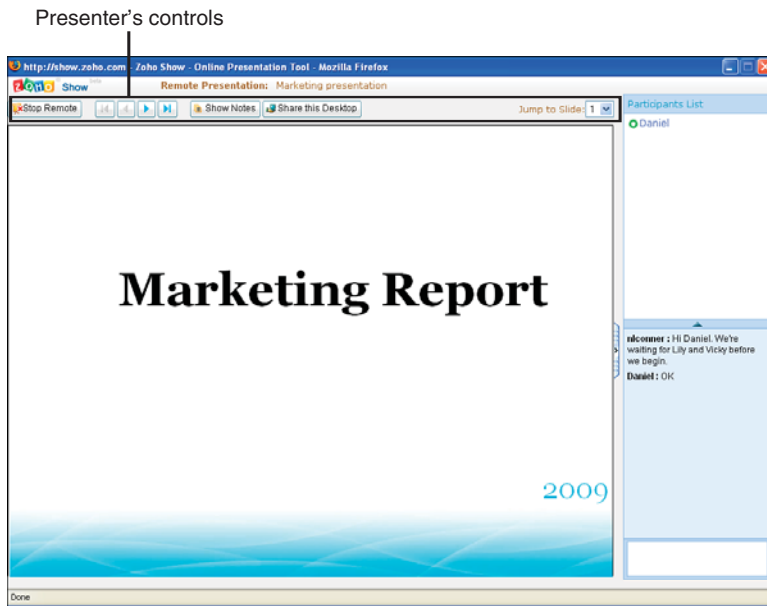 Presenter's controls
http://show.zoho.com - Zoho Show - Online Presentation Tool - Mozilla Firefox
ZOHO Show Remote Presentation: Marketing presentation
Stop Remote Show Notes Share this Desktop Jump to Slide: 1
Participants List
Daniel
Marketing Report
2009
nlconner : Hi Daniel. We're
waiting for Lily and Vicky before
we begin.
Daniel : OK
Done